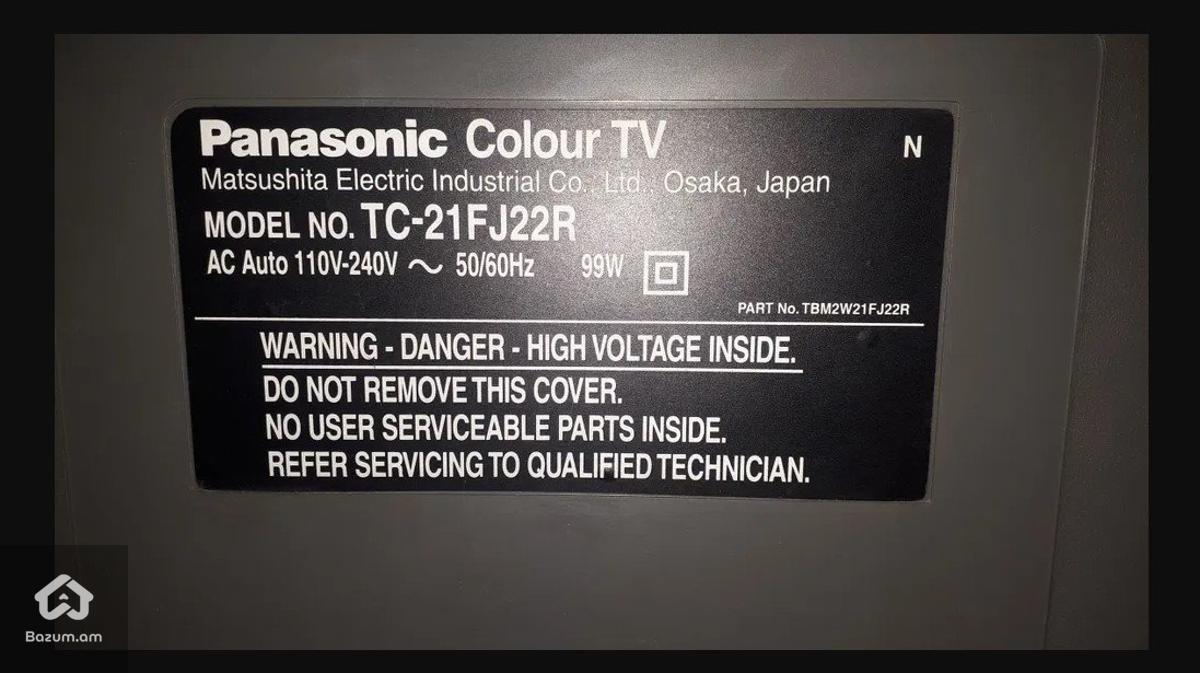 Panasonic Colour TV
N
Matsushita Electric Industrial Co., Ltd., Osaka, Japan
MODEL NO. TC-21FJ22R
AC Auto 110V-240V ～ 50/60Hz 99W
PART No. TBM2W21FJ22R
WARNING - DANGER - HIGH VOLTAGE INSIDE.
DO NOT REMOVE THIS COVER.
NO USER SERVICEABLE PARTS INSIDE.
REFER SERVICING TO QUALIFIED TECHNICIAN.
Bazum.am